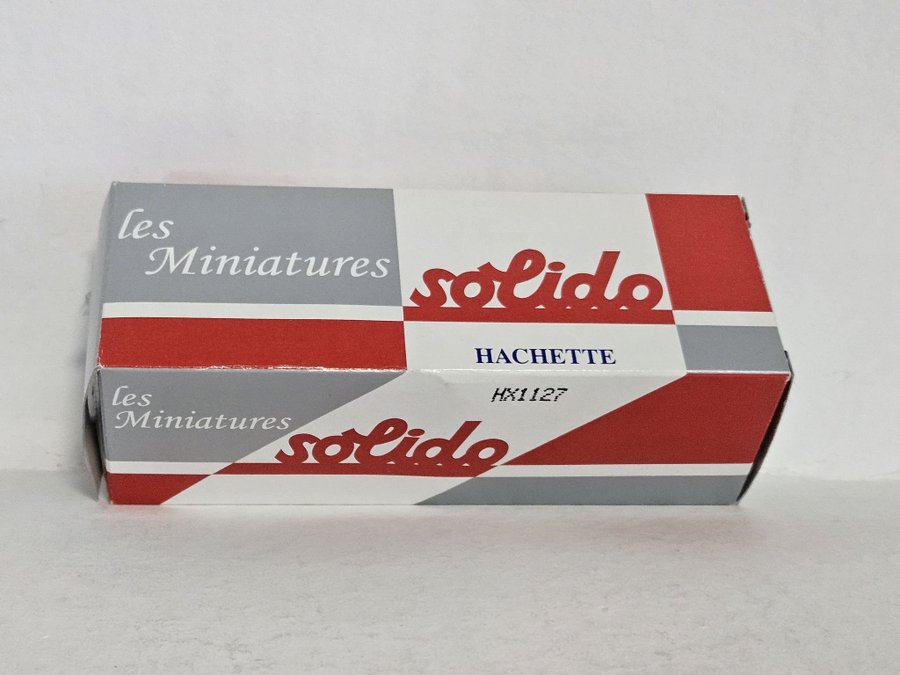 les
Miniatures
solido
HACHETTE
HX1127
les
Miniatures
solido